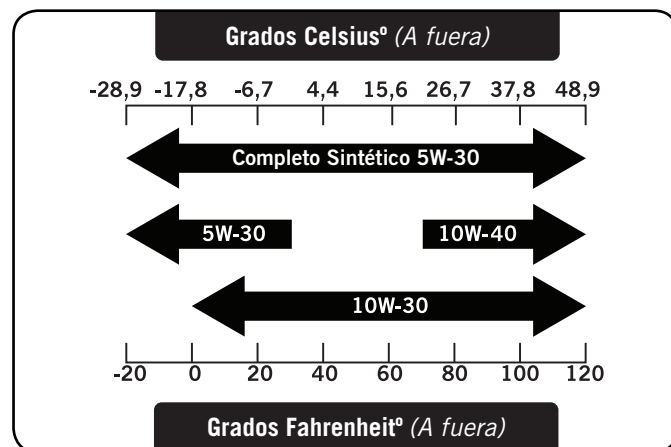 Grados Celsiusº (A fuera)
-28,9 -17,8 -6,7 4,4 15,6 26,7 37,8 48,9
Completo Sintético 5W-30
5W-30 10W-40
10W-30
-20 0 20 40 60 80 100 120
Grados Fahrenheitº (A fuera)